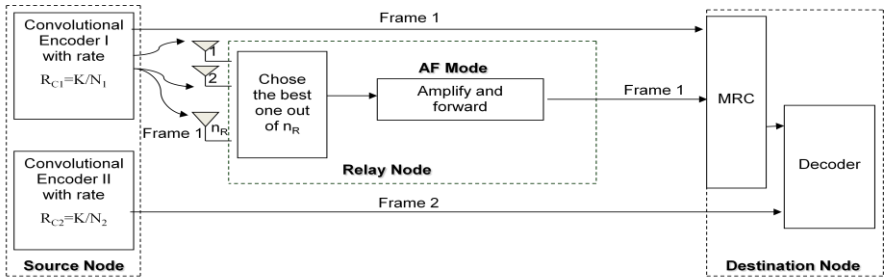 Convolutional
Encoder I
with rate
R_C1=K/N_1
Frame 1
1
2
n_R
Frame 1
Chose
the best
one out
of n_R
AF Mode
Amplify and
forward
Relay Node
Frame 1
MRC
Decoder
Convolutional
Encoder II
with rate
R_C2=K/N_2
Frame 2
Source Node
Destination Node